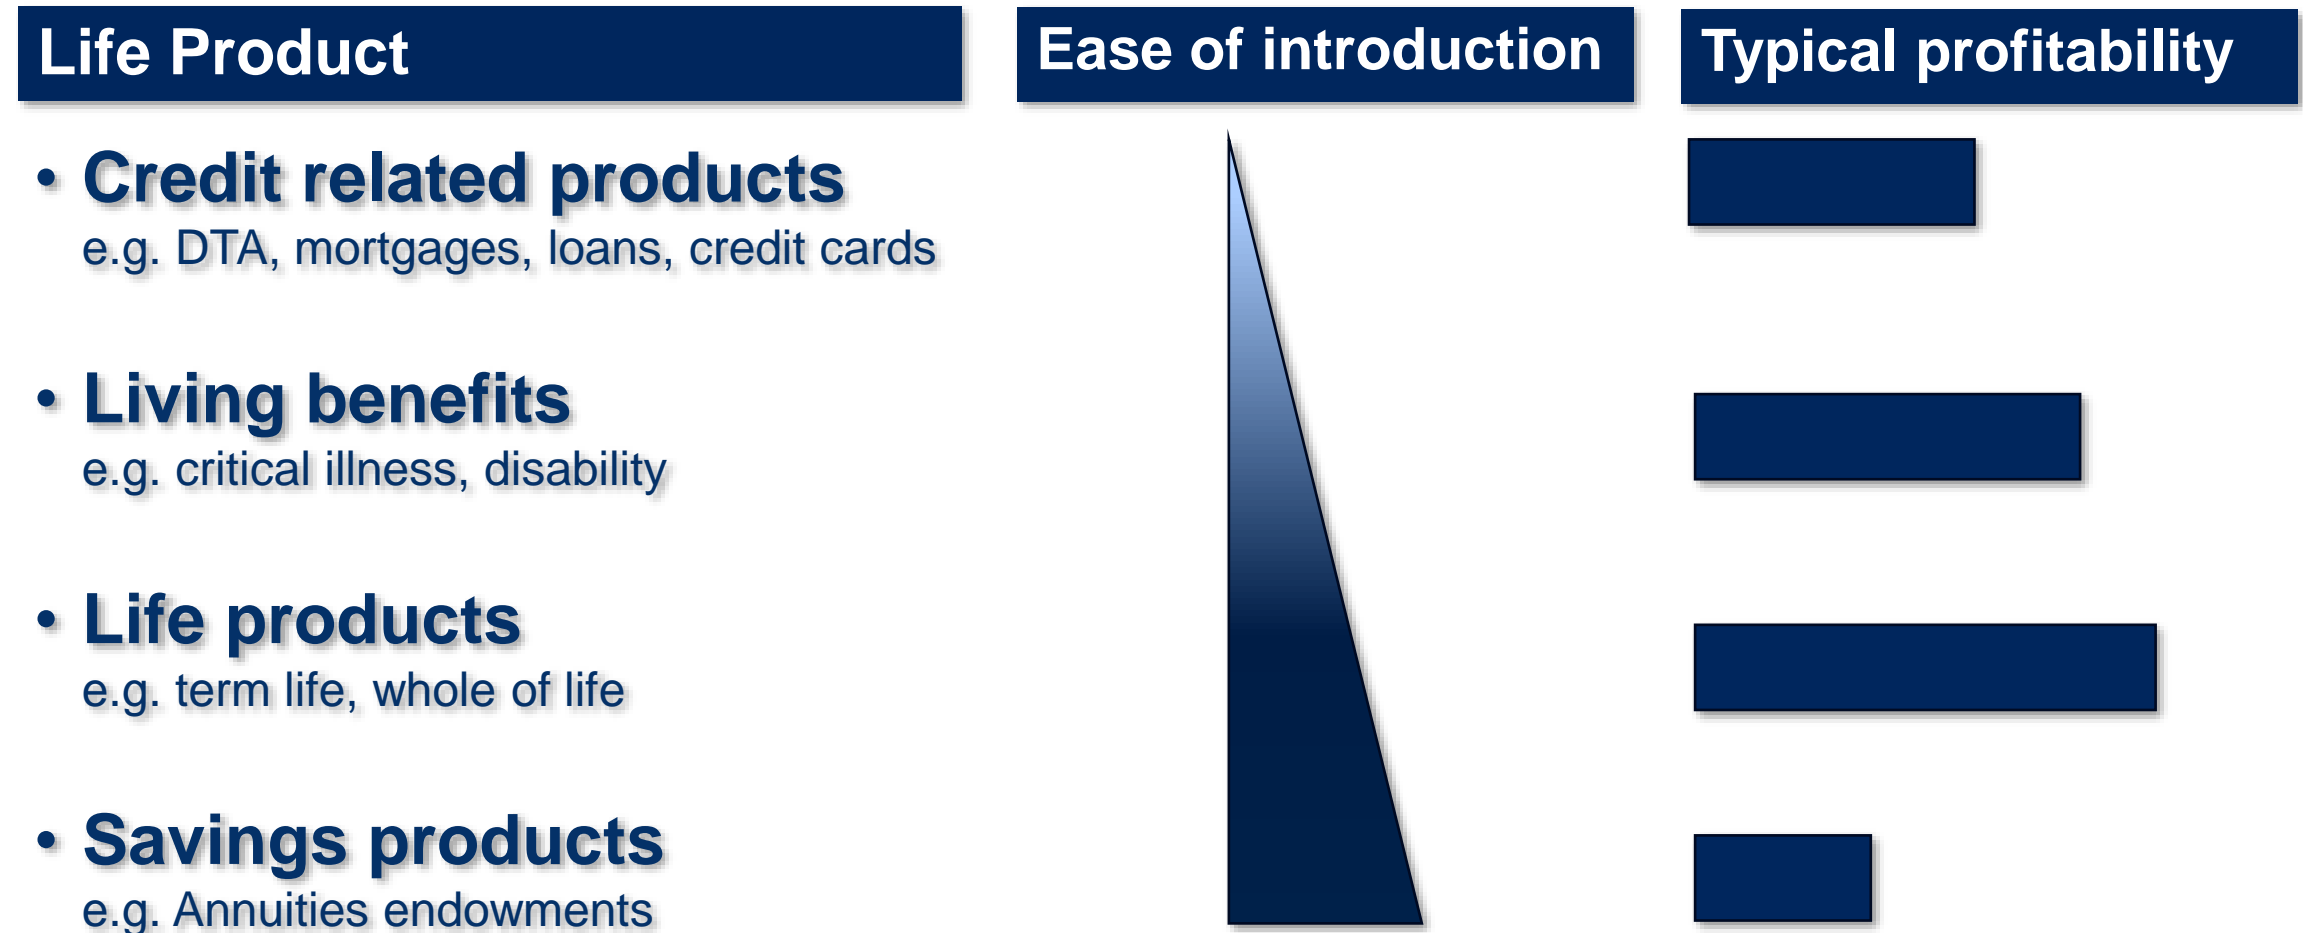 Life Product
Ease of introduction
Typical profitability
• Credit related products
e.g. DTA, mortgages, loans, credit cards
• Living benefits
e.g. critical illness, disability
• Life products
e.g. term life, whole of life
• Savings products
e.g. Annuities endowments